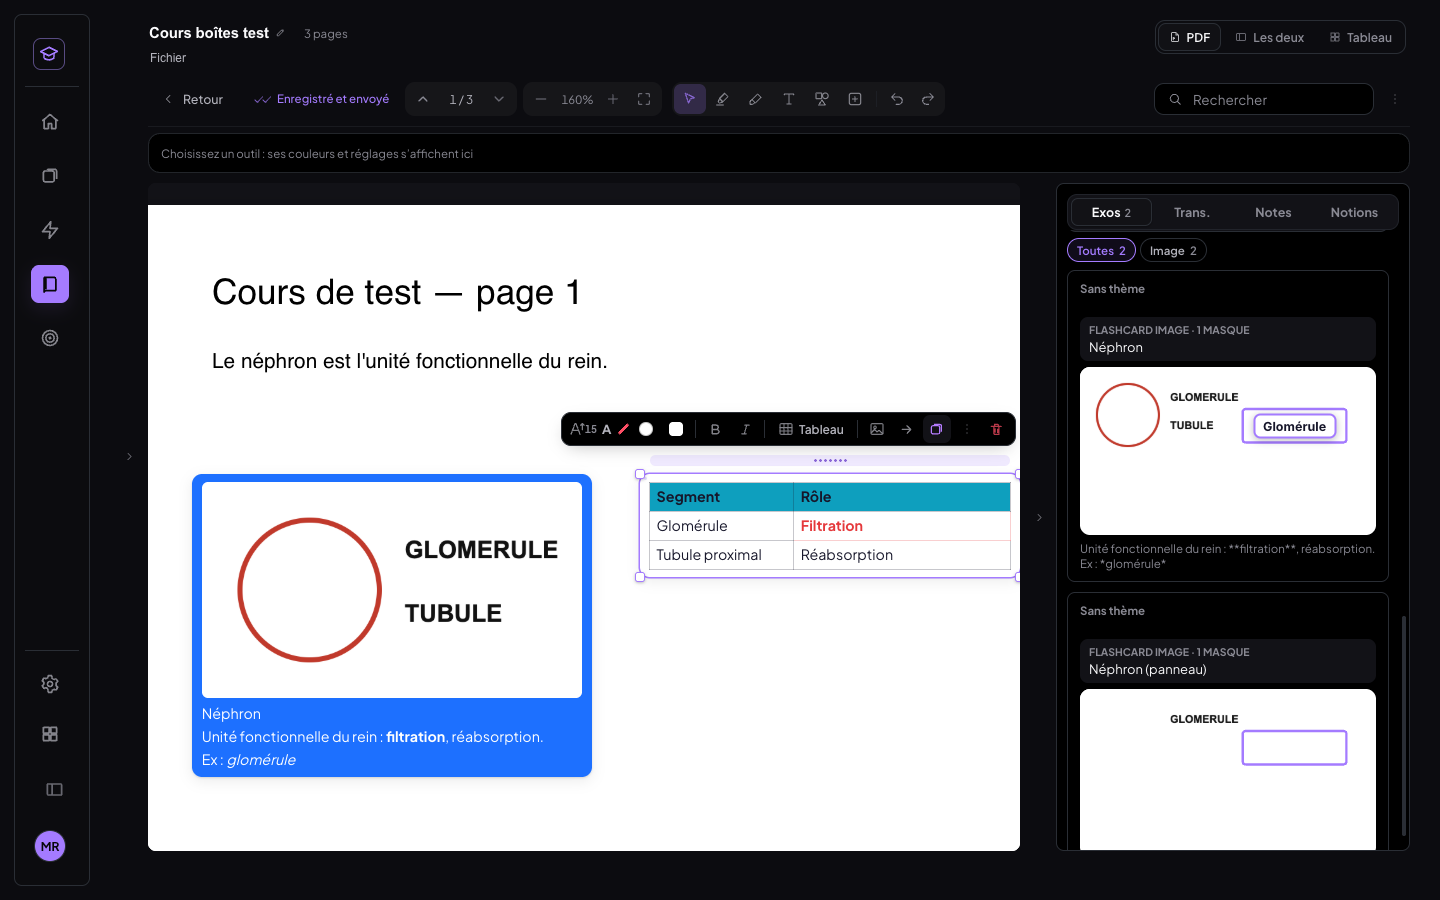 Cours boîtes test
3 pages
Fichier
PDF
Les deux
Tableau
Retour
Enregistré et envoyé
1 / 3
160%
Rechercher
Choisissez un outil : ses couleurs et réglages s'affichent ici
Cours de test — page 1
Le néphron est l'unité fonctionnelle du rein.
15
A
B
I
Tableau
GLOMERULE
TUBULE
Néphron
Unité fonctionnelle du rein : filtration, réabsorption.
Ex : glomérule
Segment
Rôle
Glomérule
Filtration
Tubule proximal
Réabsorption
Exos 2
Trans.
Notes
Notions
Toutes 2
Image 2
Sans thème
FLASHCARD IMAGE · 1 MASQUE
Néphron
GLOMERULE
TUBULE
Glomérule
Unité fonctionnelle du rein : **filtration**, réabsorption.
Ex : *glomérule*
Sans thème
FLASHCARD IMAGE · 1 MASQUE
Néphron (panneau)
GLOMERULE
MR